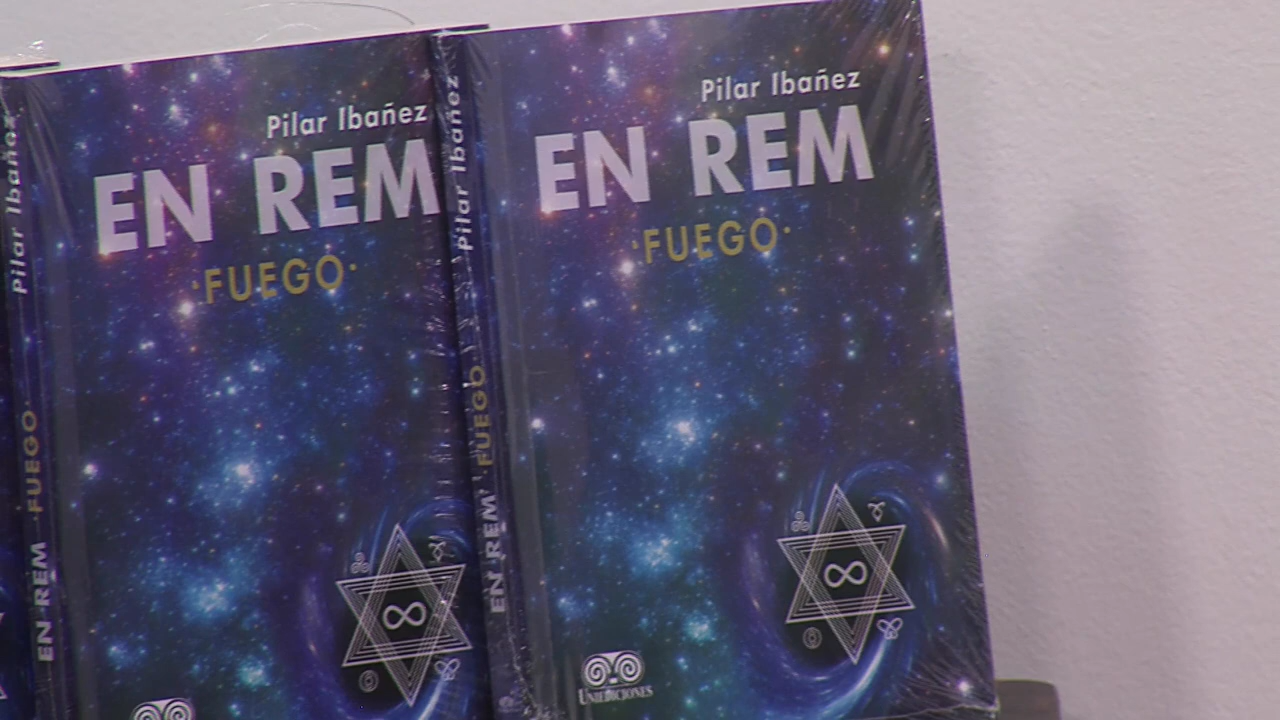 Pilar Ibañez
EN REM
·FUEGO·
Pilar Ibañez
EN REM
·FUEGO·
UNIEDICIONES
Pilar Ibañez
FUEGO
EN REM
Pilar Ibañez
FUEGO
EN REM